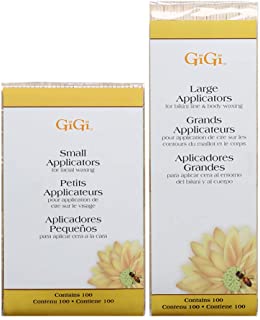 GiGi
Small
Applicators
for facial waxing
Petits
Applicateurs
pour application de
cire sur le visage
Aplicadores
Pequeños
para aplicar cera a la cara
Contains 100
Contenu 100 • Contiene 100
GiGi
Large
Applicators
for bikini line & body waxing
Grands
Applicateurs
pour application de cire sur les
contours du maillot et le corps
Aplicadores
Grandes
para aplicar cera al entorno
del bikini y al cuerpo
Contains 100
Contenu 100 • Contiene 100